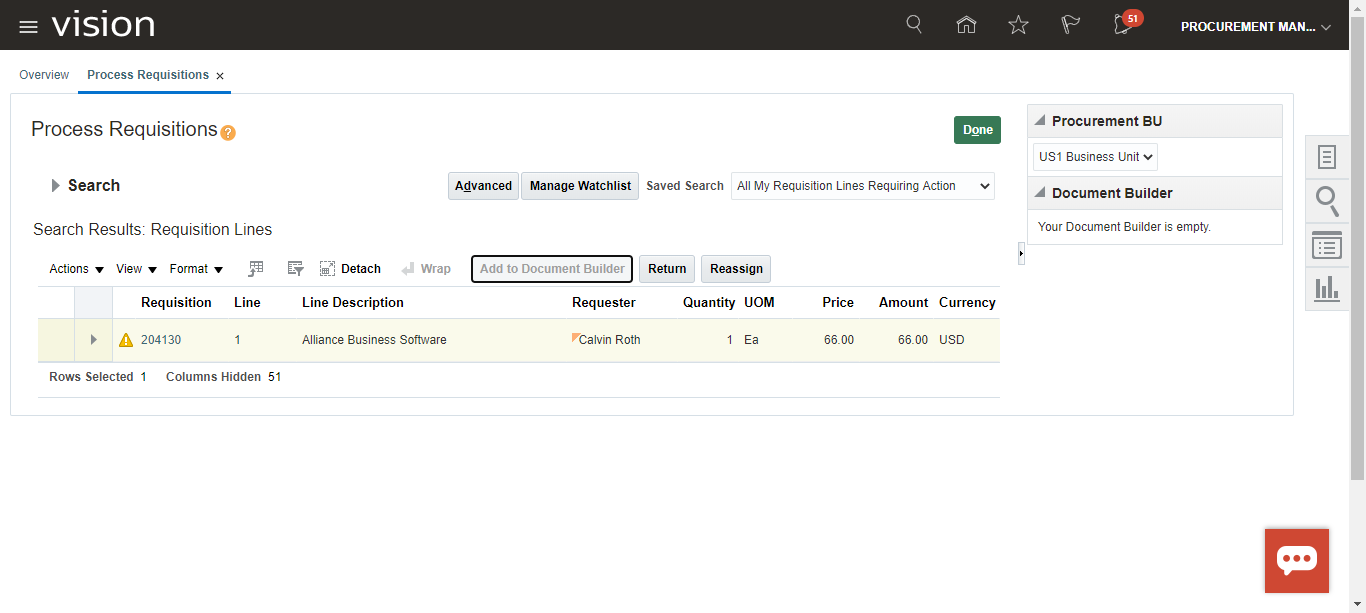 vision
51
PROCUREMENT MAN...
Overview
Process Requisitions ×
Process Requisitions ?
Done
Search
Advanced
Manage Watchlist
Saved Search
All My Requisition Lines Requiring Action
Search Results: Requisition Lines
Actions View Format Detach Wrap Add to Document Builder Return Reassign
Requisition Line Line Description Requester Quantity UOM Price Amount Currency
204130 1 Alliance Business Software Calvin Roth 1 Ea 66.00 66.00 USD
Rows Selected 1 Columns Hidden 51
Procurement BU
US1 Business Unit
Document Builder
Your Document Builder is empty.